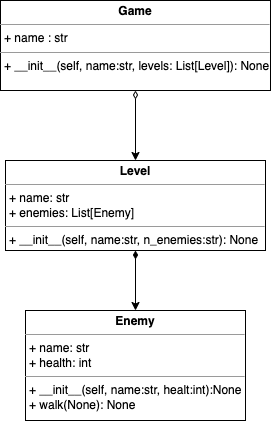 Game
+ name : str
+ __init__(self, name:str, levels: List[Level]): None
Level
+ name: str
+ enemies: List[Enemy]
+ __init__(self, name:str, n_enemies:str): None
Enemy
+ name: str
+ health: int
+ __init__(self, name:str, healt:int):None
+ walk(None): None